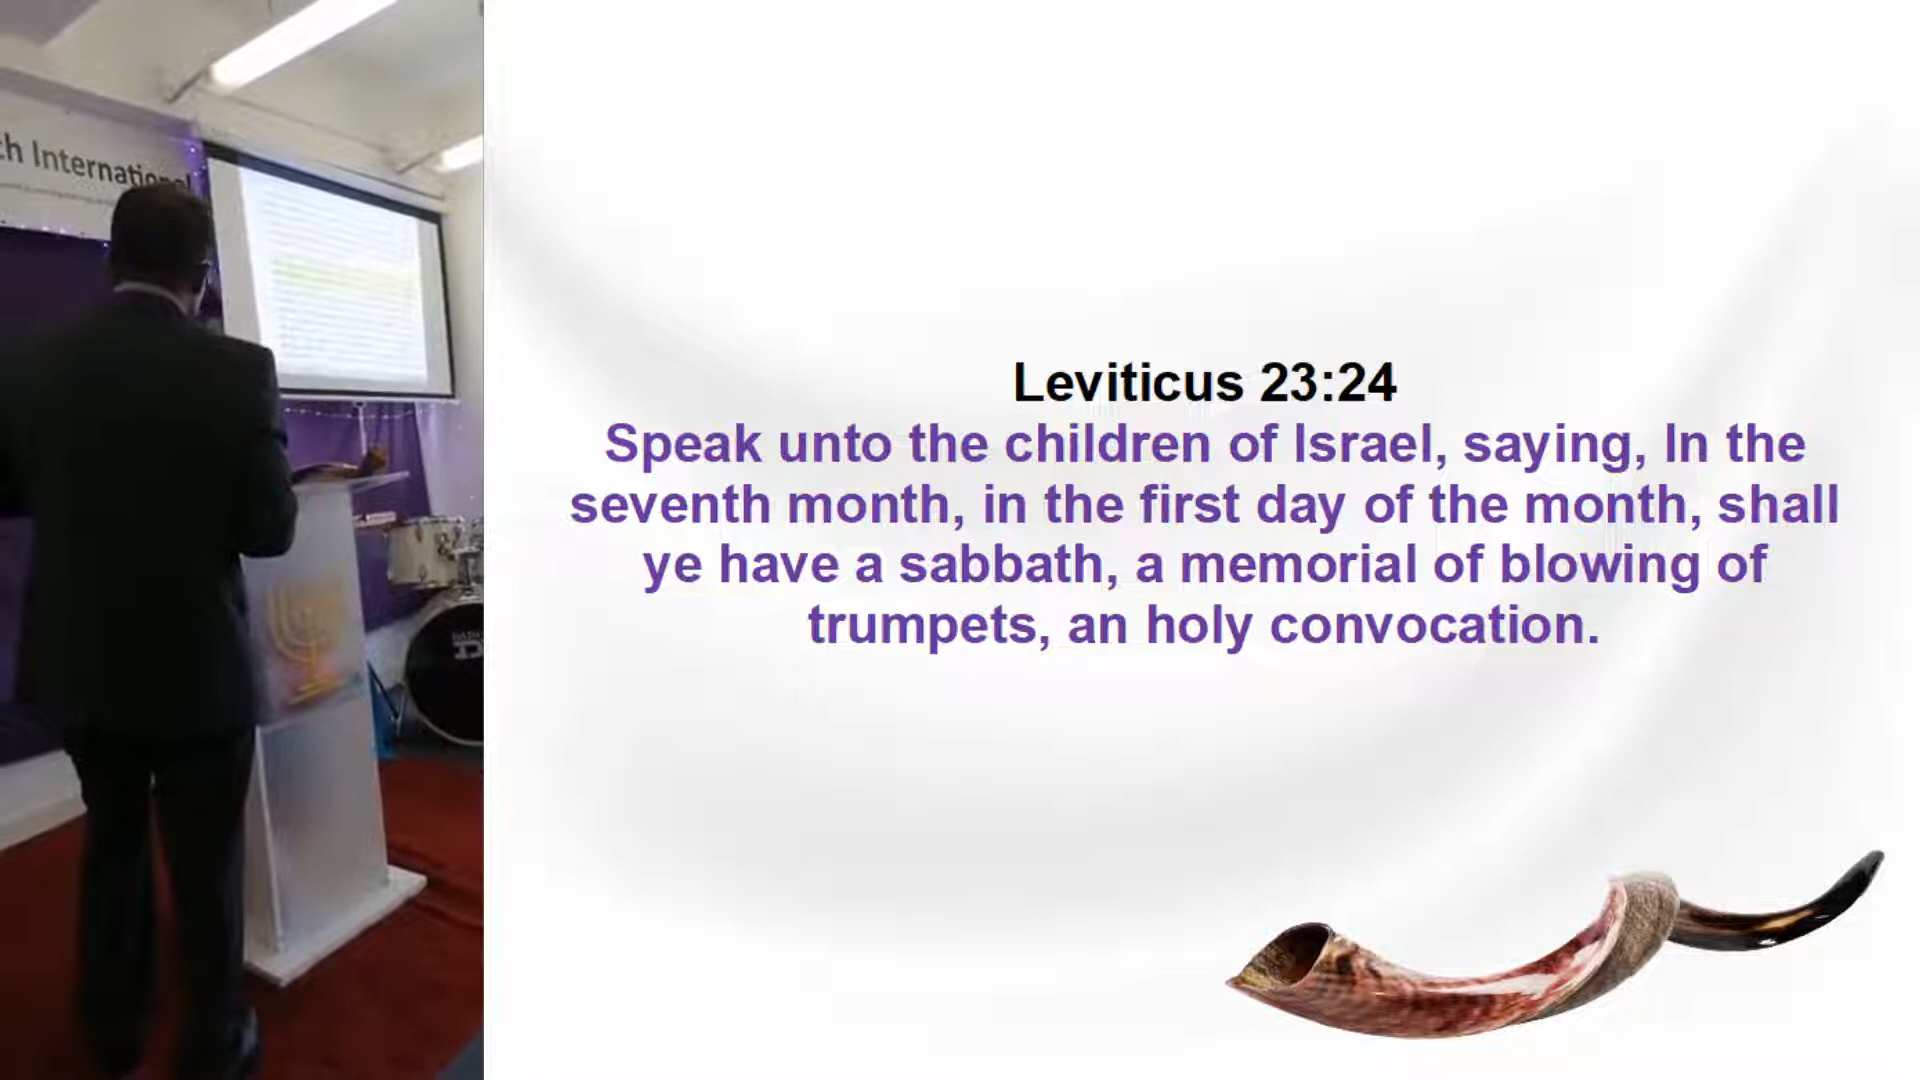 ch International
Leviticus 23:24
Speak unto the children of Israel, saying, In the
seventh month, in the first day of the month, shall
ye have a sabbath, a memorial of blowing of
trumpets, an holy convocation.